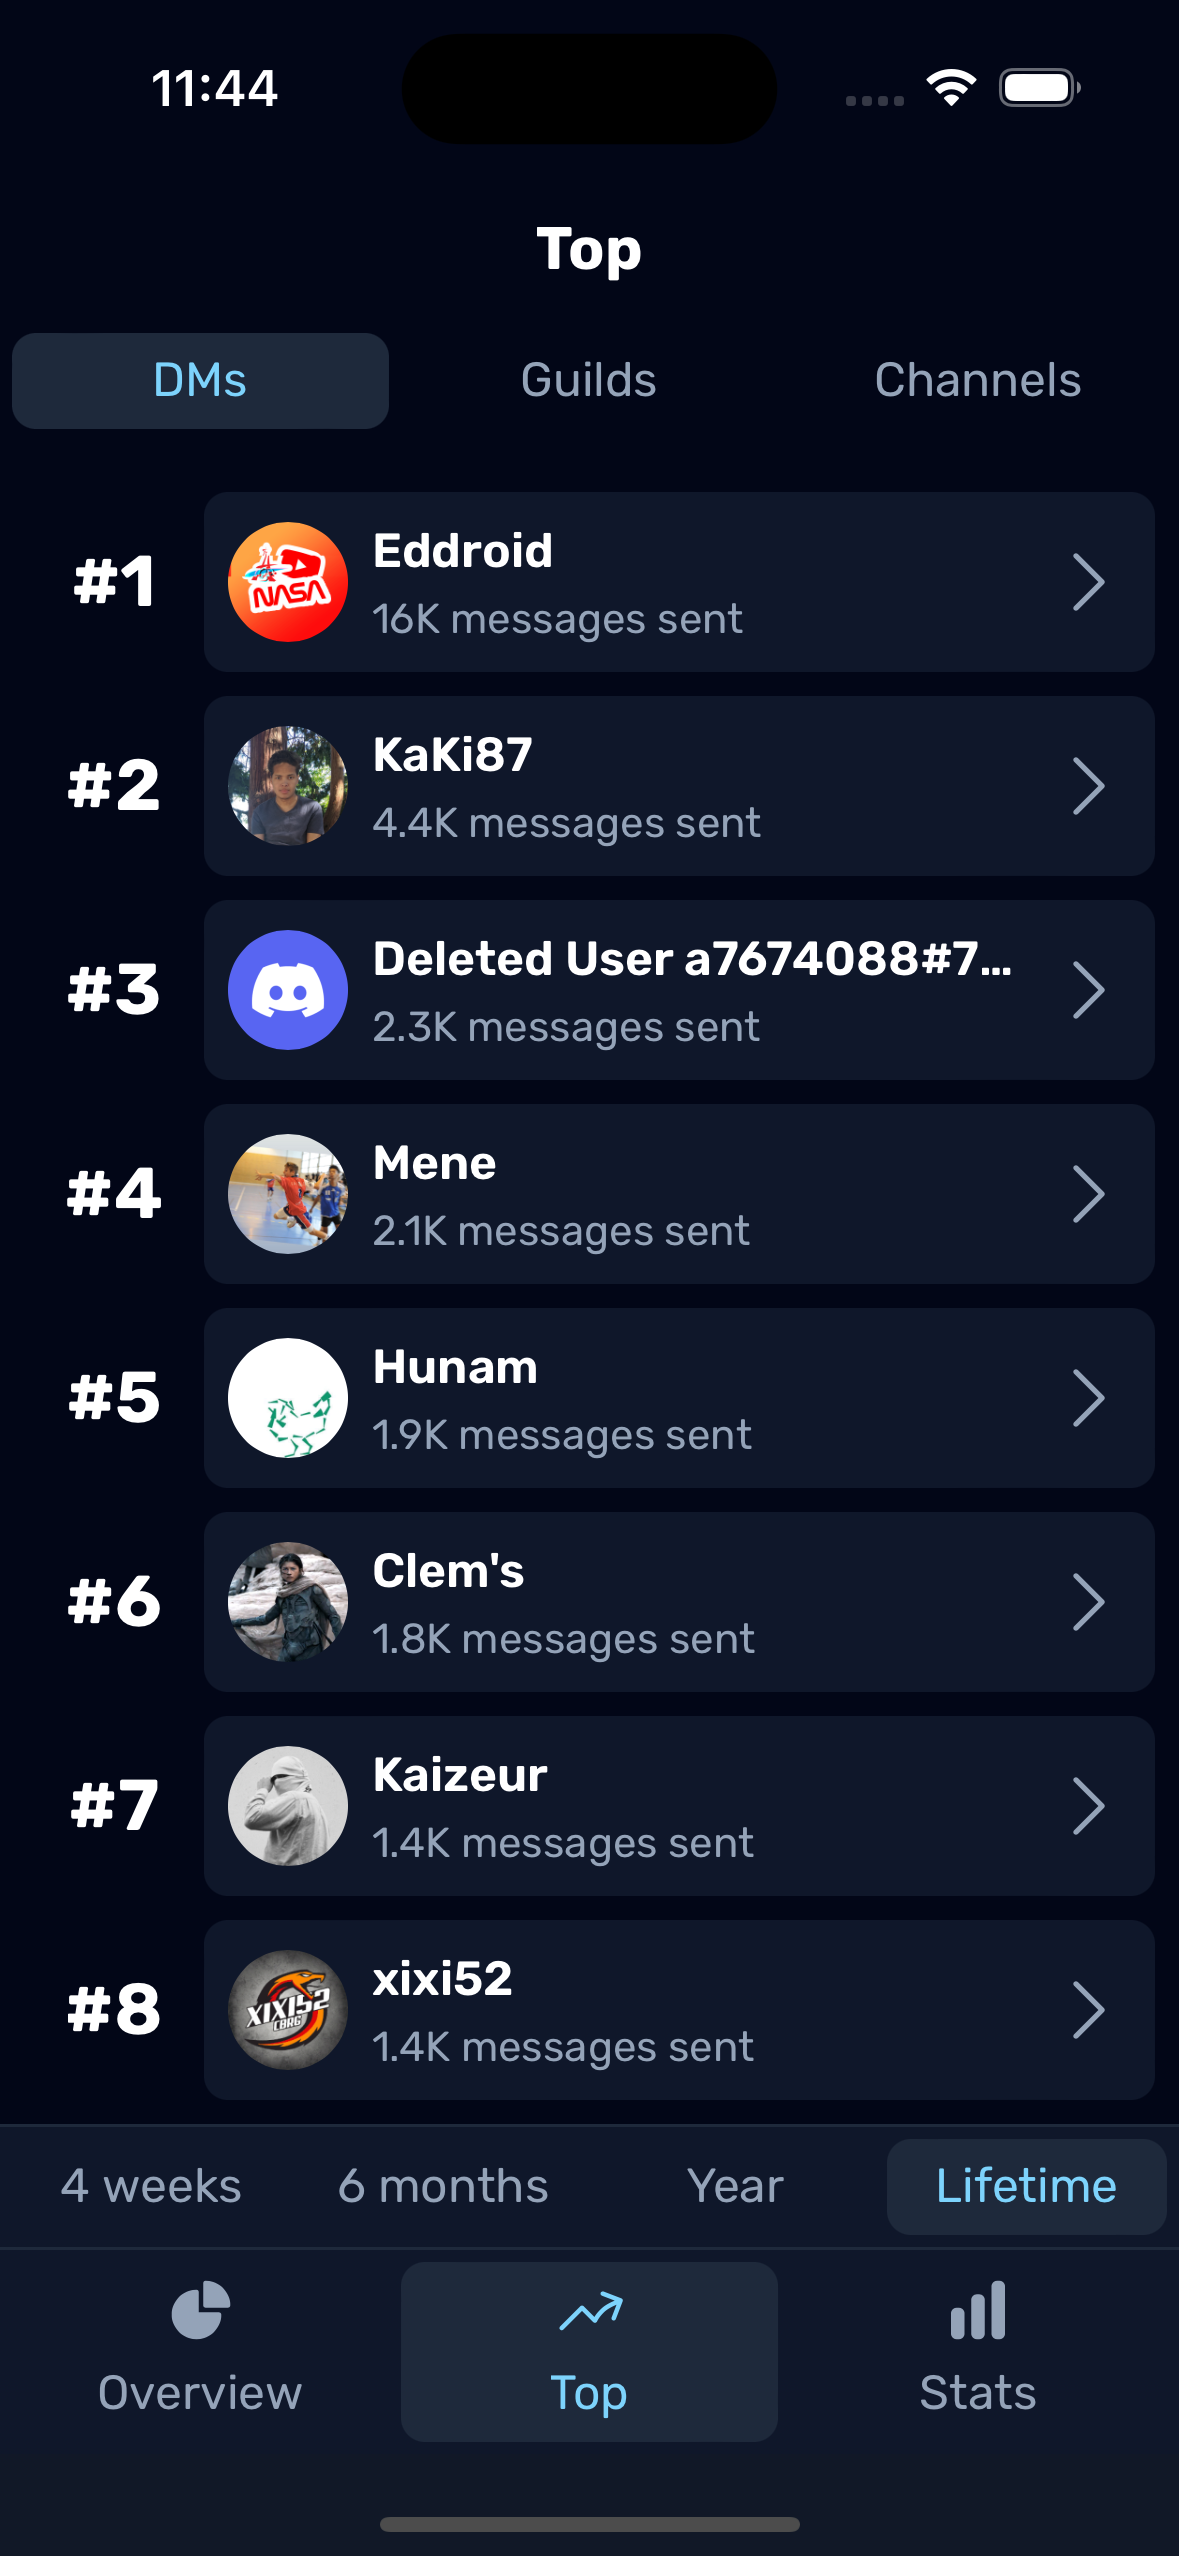 11:44
Top
DMs
Guilds
Channels
#1
NASA
Eddroid
16K messages sent
#2
KaKi87
4.4K messages sent
#3
Deleted User a7674088#7...
2.3K messages sent
#4
Mene
2.1K messages sent
#5
Hunam
1.9K messages sent
#6
Clem's
1.8K messages sent
#7
Kaizeur
1.4K messages sent
#8
XIXI52
CBRG
xixi52
1.4K messages sent
4 weeks
6 months
Year
Lifetime
Overview
Top
Stats